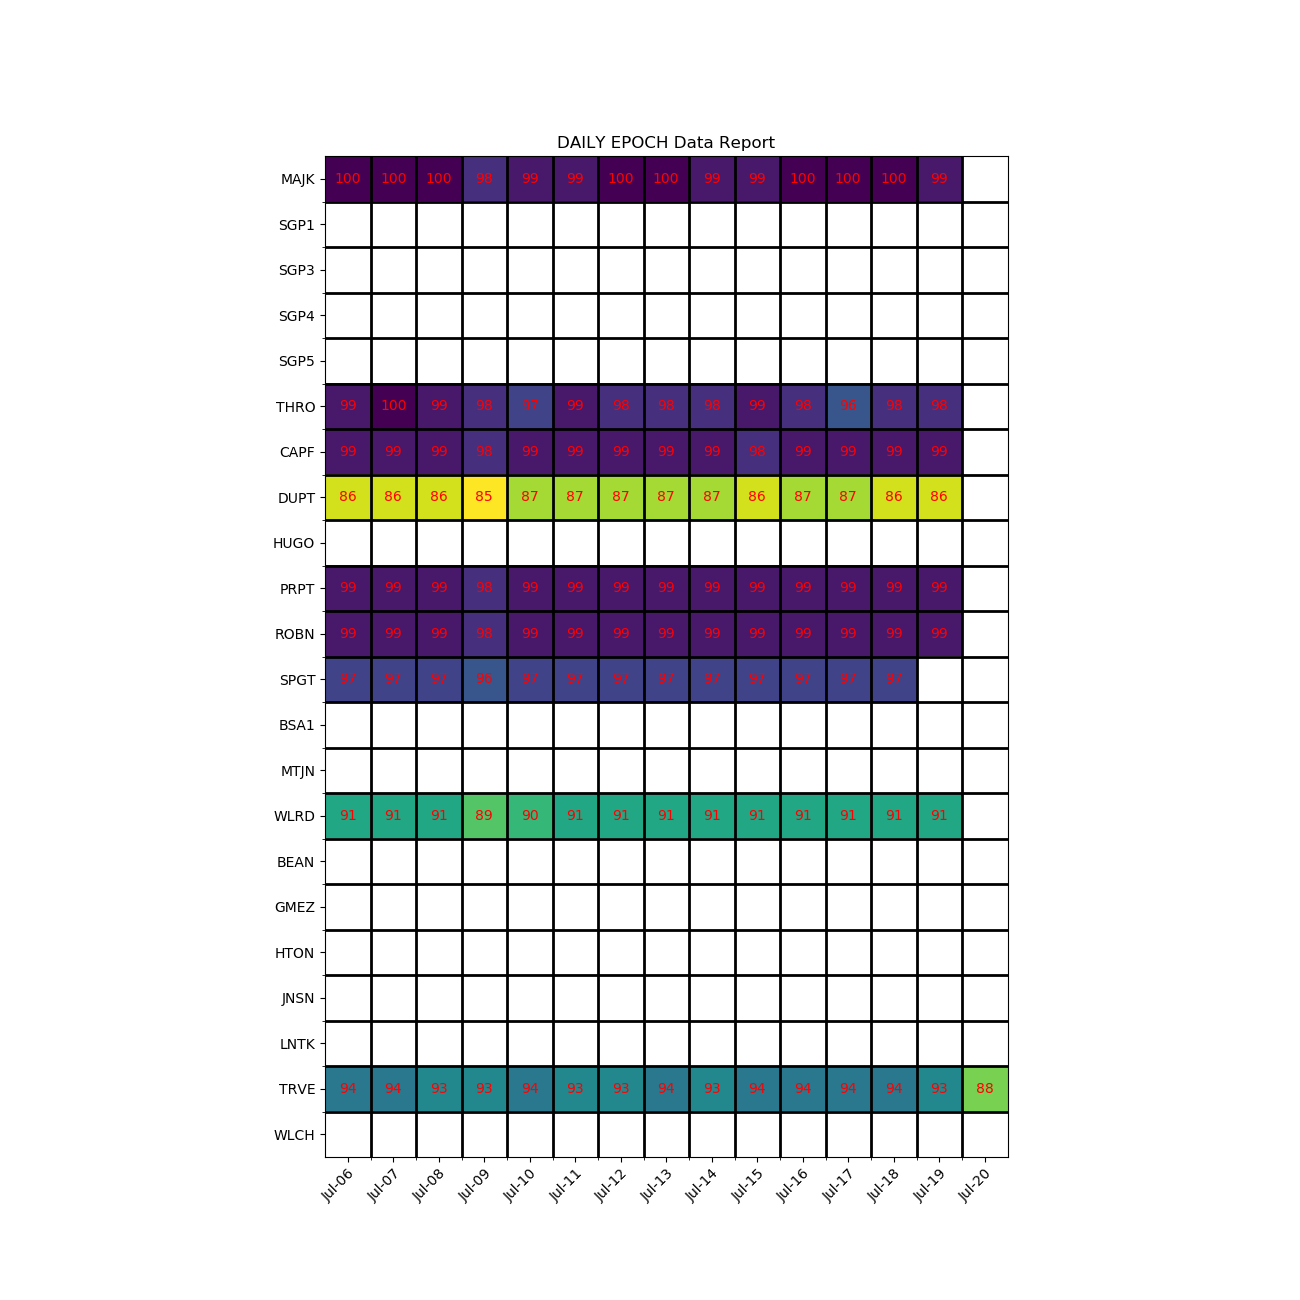 DAILY EPOCH Data Report
MAJK 100 100 100 98 99 99 100 100 99 99 100 100 100 99
SGP1
SGP3
SGP4
SGP5
THRO 99 100 99 98 97 99 98 98 98 99 98 96 98 98
CAPF 99 99 99 98 99 99 99 99 99 98 99 99 99 99
DUPT 86 86 86 85 87 87 87 87 87 86 87 87 86 86
HUGO
PRPT 99 99 99 98 99 99 99 99 99 99 99 99 99 99
ROBN 99 99 99 98 99 99 99 99 99 99 99 99 99 99
SPGT 97 97 97 96 97 97 97 97 97 97 97 97 97
BSA1
MTJN
WLRD 91 91 91 89 90 91 91 91 91 91 91 91 91 91
BEAN
GMEZ
HTON
JNSN
LNTK
TRVE 94 94 93 93 94 93 93 94 93 94 94 94 94 93 88
WLCH
Jul-06 Jul-07 Jul-08 Jul-09 Jul-10 Jul-11 Jul-12 Jul-13 Jul-14 Jul-15 Jul-16 Jul-17 Jul-18 Jul-19 Jul-20